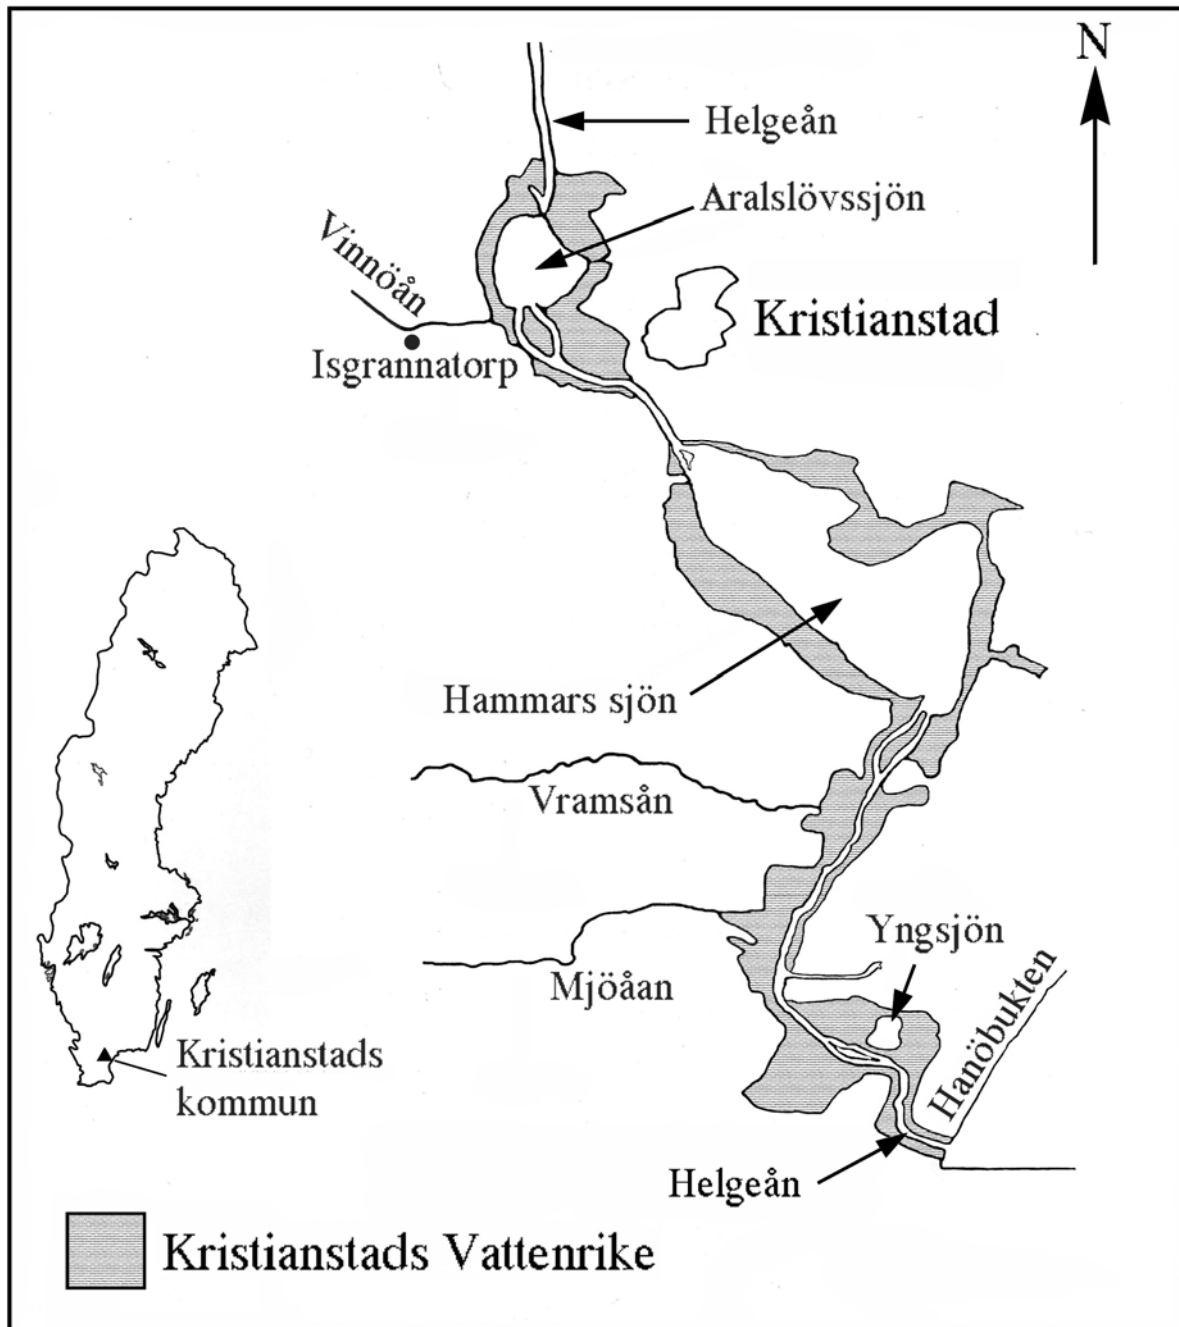 N
Helgeån
Aralslövssjön
Vinnöån
Kristianstad
Isgrannatorp
Hammars sjön
Vramsån
Yngsjön
Mjöåan
Hanöbukten
Kristianstads
kommun
Helgeån
Kristianstads Vattenrike